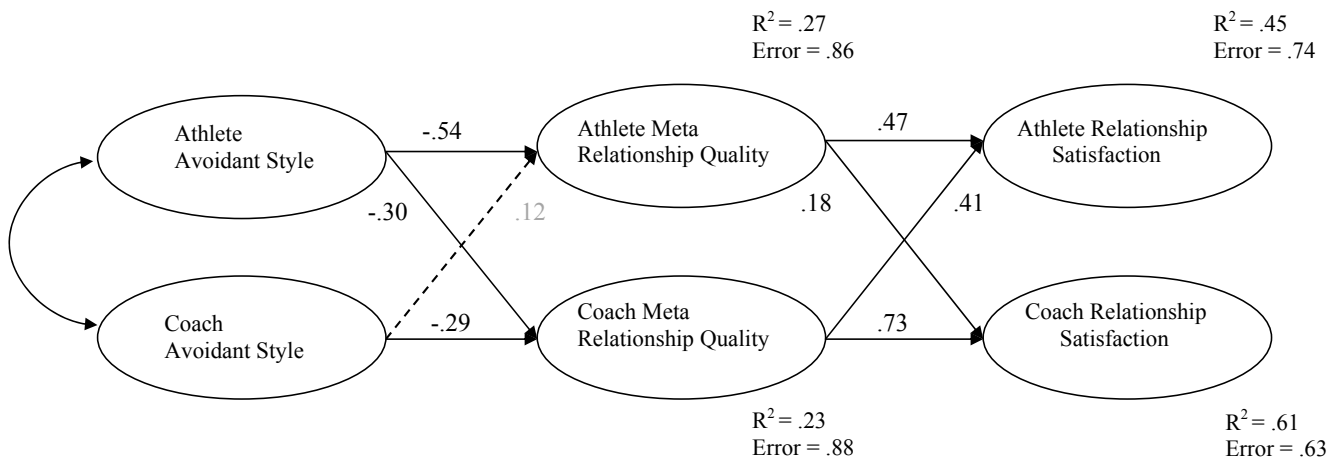 R² = .27
Error = .86
R² = .45
Error = .74
Athlete
Avoidant Style
-.54
Athlete Meta
Relationship Quality
.47
Athlete Relationship
Satisfaction
-.30
.12
.18
.41
Coach
Avoidant Style
-.29
Coach Meta
Relationship Quality
.73
Coach Relationship
Satisfaction
R² = .23
Error = .88
R² = .61
Error = .63